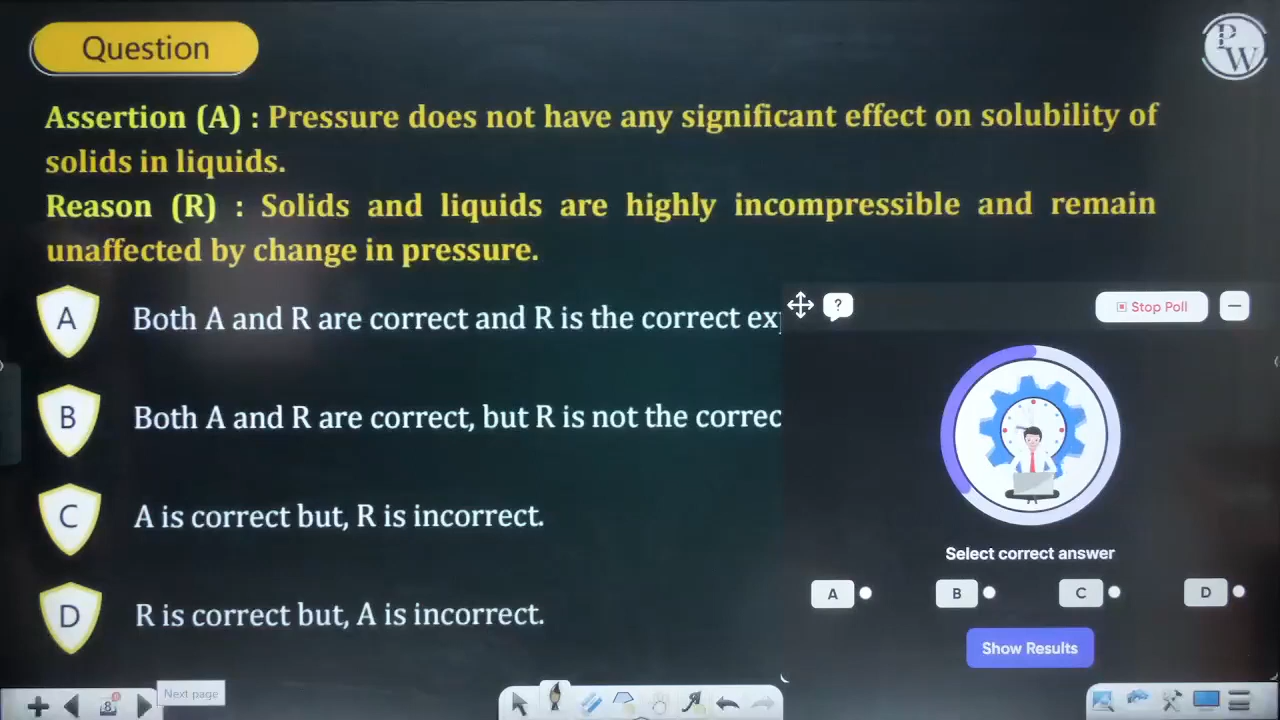 Question
PW
Assertion (A) : Pressure does not have any significant effect on solubility of
solids in liquids.
Reason (R) : Solids and liquids are highly incompressible and remain
unaffected by change in pressure.
A
Both A and R are correct and R is the correct
B
Both A and R are correct, but R is not the
C
A is correct but, R is incorrect.
D
R is correct but, A is incorrect.
?
Stop Poll
Select correct answer
A B C D
Show Results
8
Next page